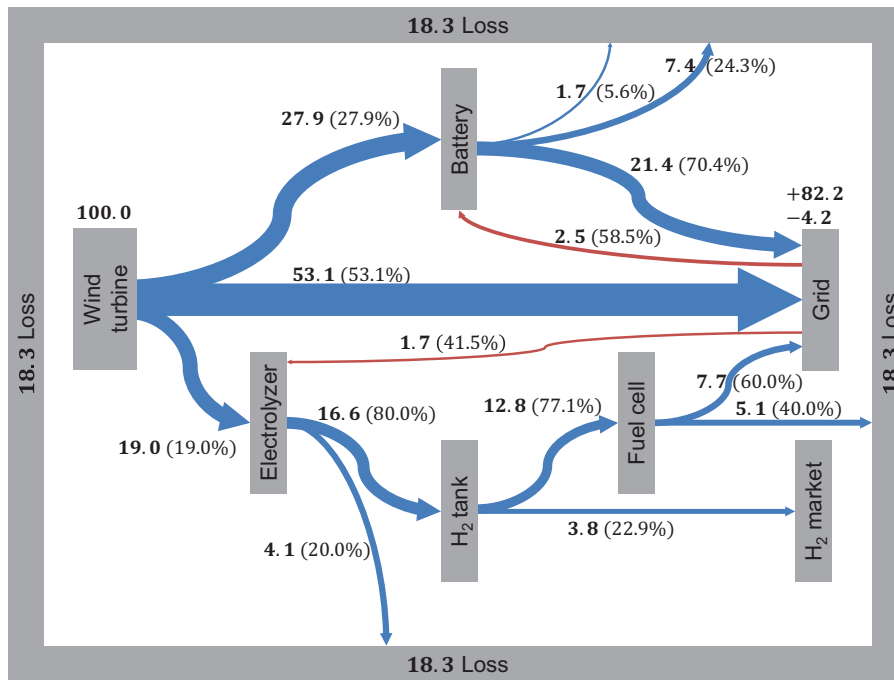 18.3 Loss
7.4 (24.3%)
1.7 (5.6%)
27.9 (27.9%)
Battery
21.4 (70.4%)
+82.2
−4.2
100.0
2.5 (58.5%)
Wind
turbine
53.1 (53.1%)
Grid
18.3 Loss
18.3 Loss
1.7 (41.5%)
Electrolyzer
16.6 (80.0%)
12.8 (77.1%)
Fuel cell
7.7 (60.0%)
5.1 (40.0%)
19.0 (19.0%)
H2 tank
3.8 (22.9%)
H2 market
4.1 (20.0%)
18.3 Loss